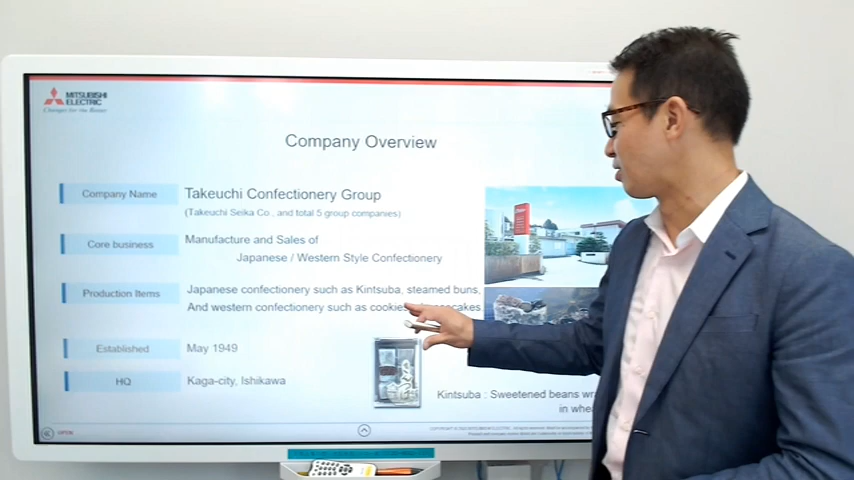 MITSUBISHI
ELECTRIC
Changes for the Better
Company Overview
Company Name
Takeuchi Confectionery Group
(Takeuchi Seika Co., and total 5 group companies)
Core business
Manufacture and Sales of
Japanese / Western Style Confectionery
Production Items
Japanese confectionery such as Kintsuba, steamed buns,
And western confectionery such as cookies
Established
May 1949
HQ
Kaga-city, Ishikawa
Kintsuba : Sweetened beans
in